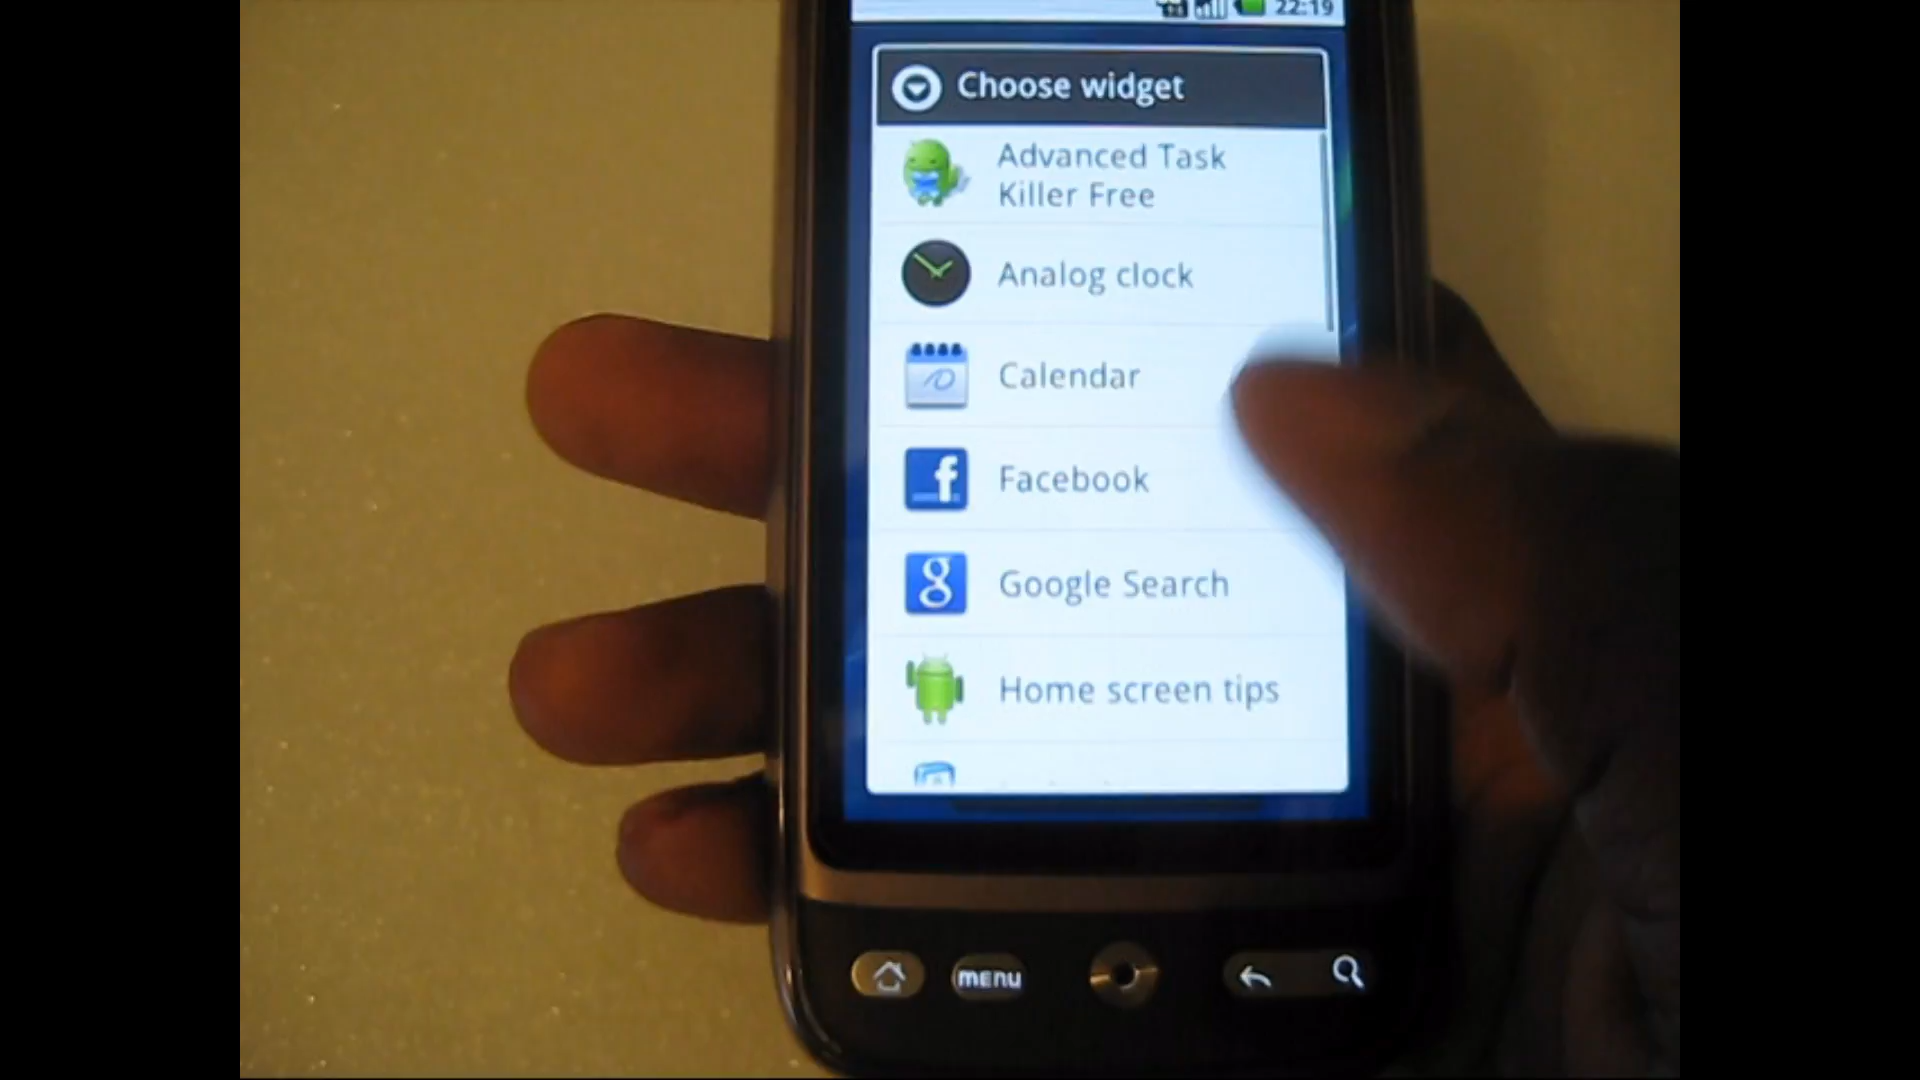 22:19
Choose widget
Advanced Task
Killer Free
Analog clock
Calendar
Facebook
Google Search
Home screen tips
menu